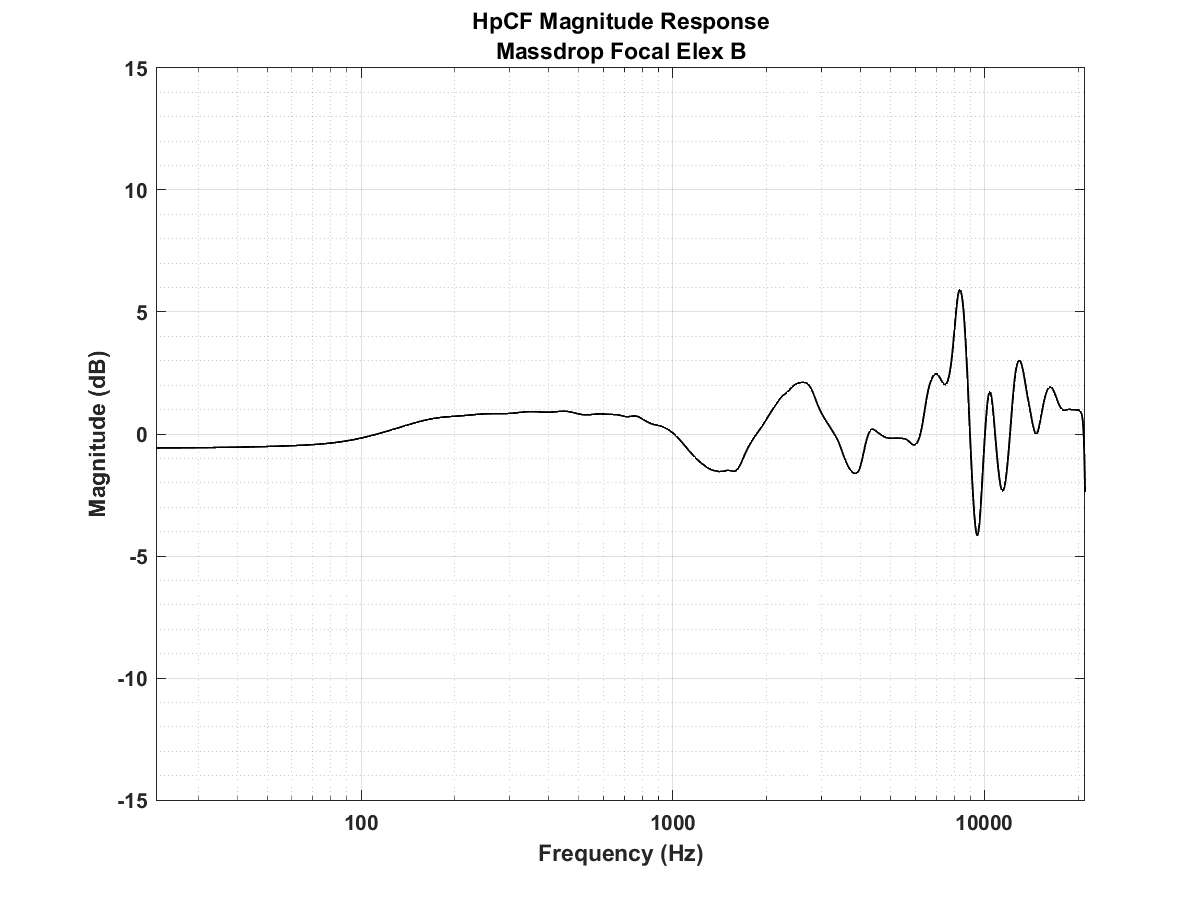 HpCF Magnitude Response
Massdrop Focal Elex B
15
10
5
0
-5
-10
-15
Magnitude (dB)
100 1000 10000
Frequency (Hz)